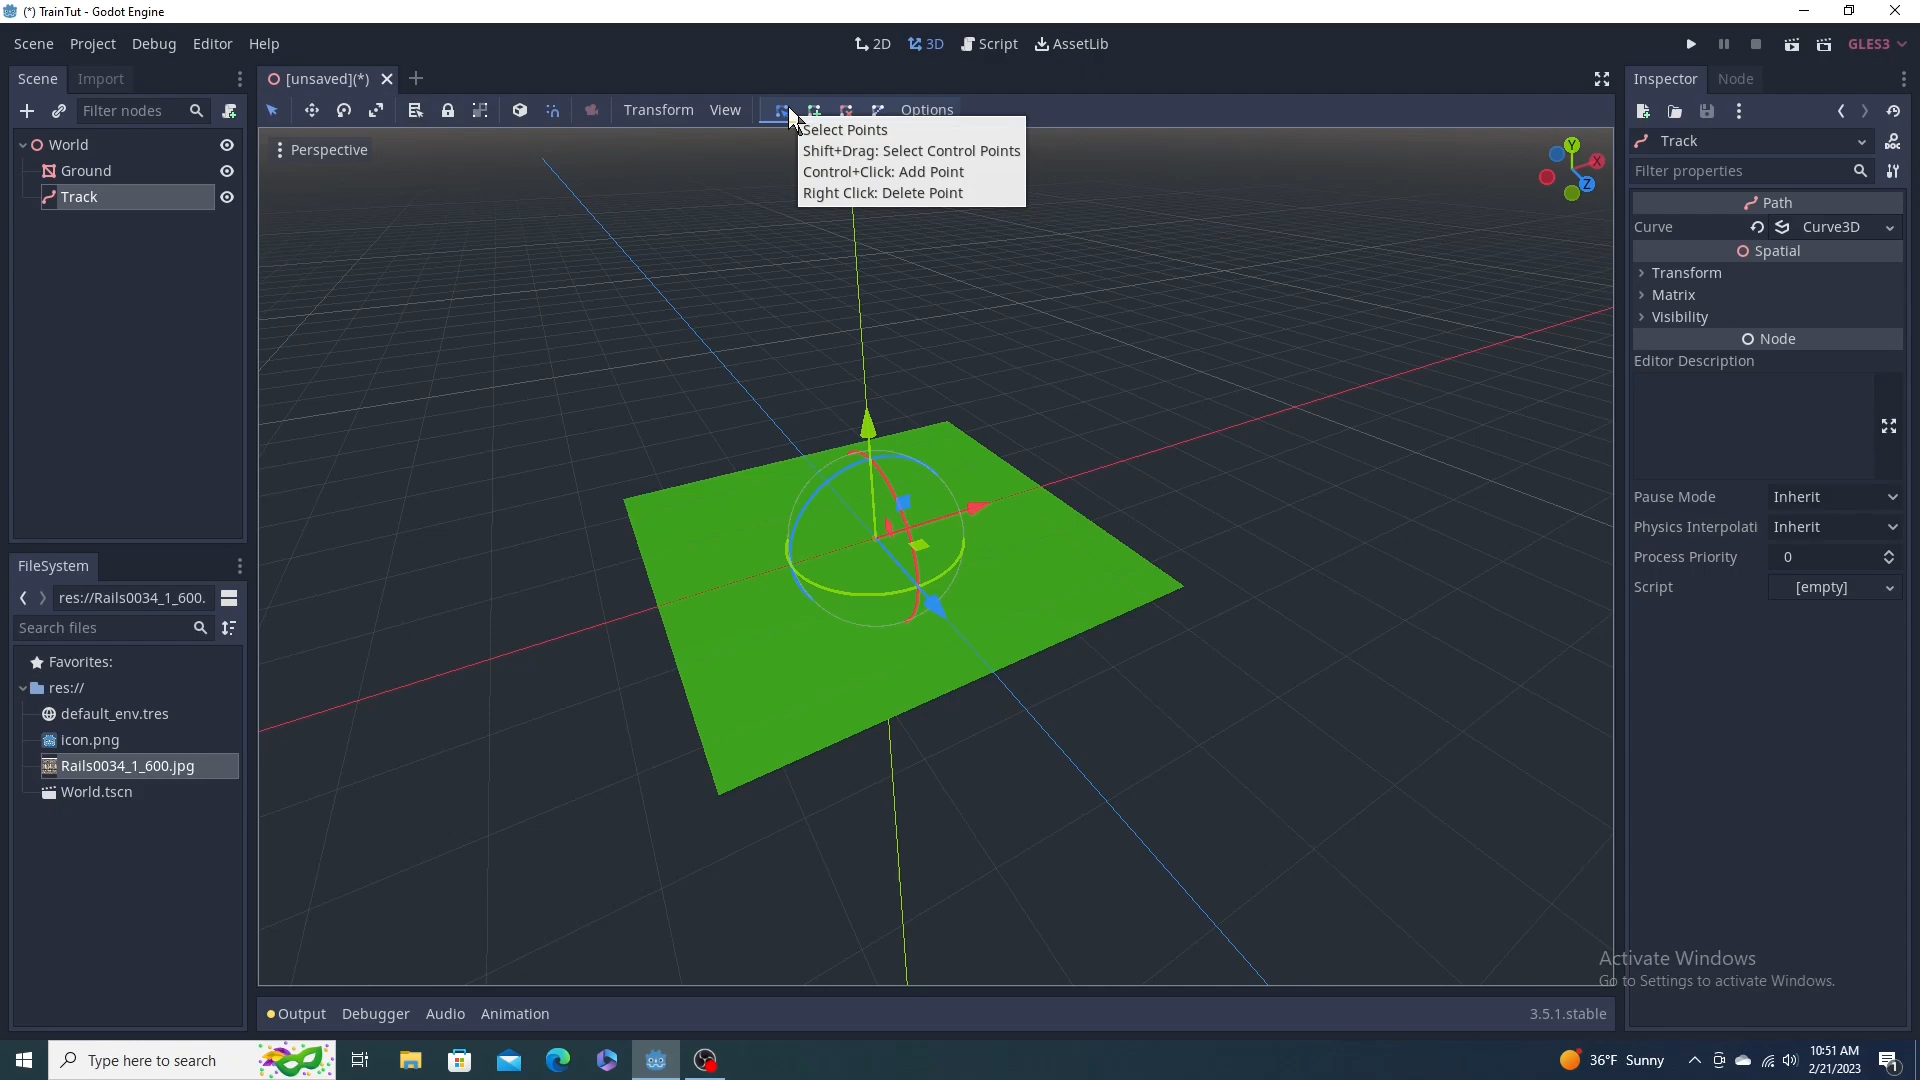 (*) TrainTut - Godot Engine
Scene Project Debug Editor Help
2D 3D Script AssetLib
GLES3
Scene Import
[unsaved](*)
Inspector Node
Filter nodes
Transform View Options
World
Ground
Track
Perspective
Select Points
Shift+Drag: Select Control Points
Control+Click: Add Point
Right Click: Delete Point
Y
X
Z
Track
Filter properties
Path
Curve Curve3D
Spatial
Transform
Matrix
Visibility
Node
Editor Description
Pause Mode Inherit
Physics Interpolati Inherit
Process Priority 0
Script [empty]
FileSystem
res://Rails0034_1_600.
Search files
Favorites:
res://
default_env.tres
icon.png
Rails0034_1_600.jpg
World.tscn
Activate Windows
Go to Settings to activate Windows.
Output Debugger Audio Animation
3.5.1.stable
Type here to search
36°F Sunny
10:51 AM
2/21/2023
1